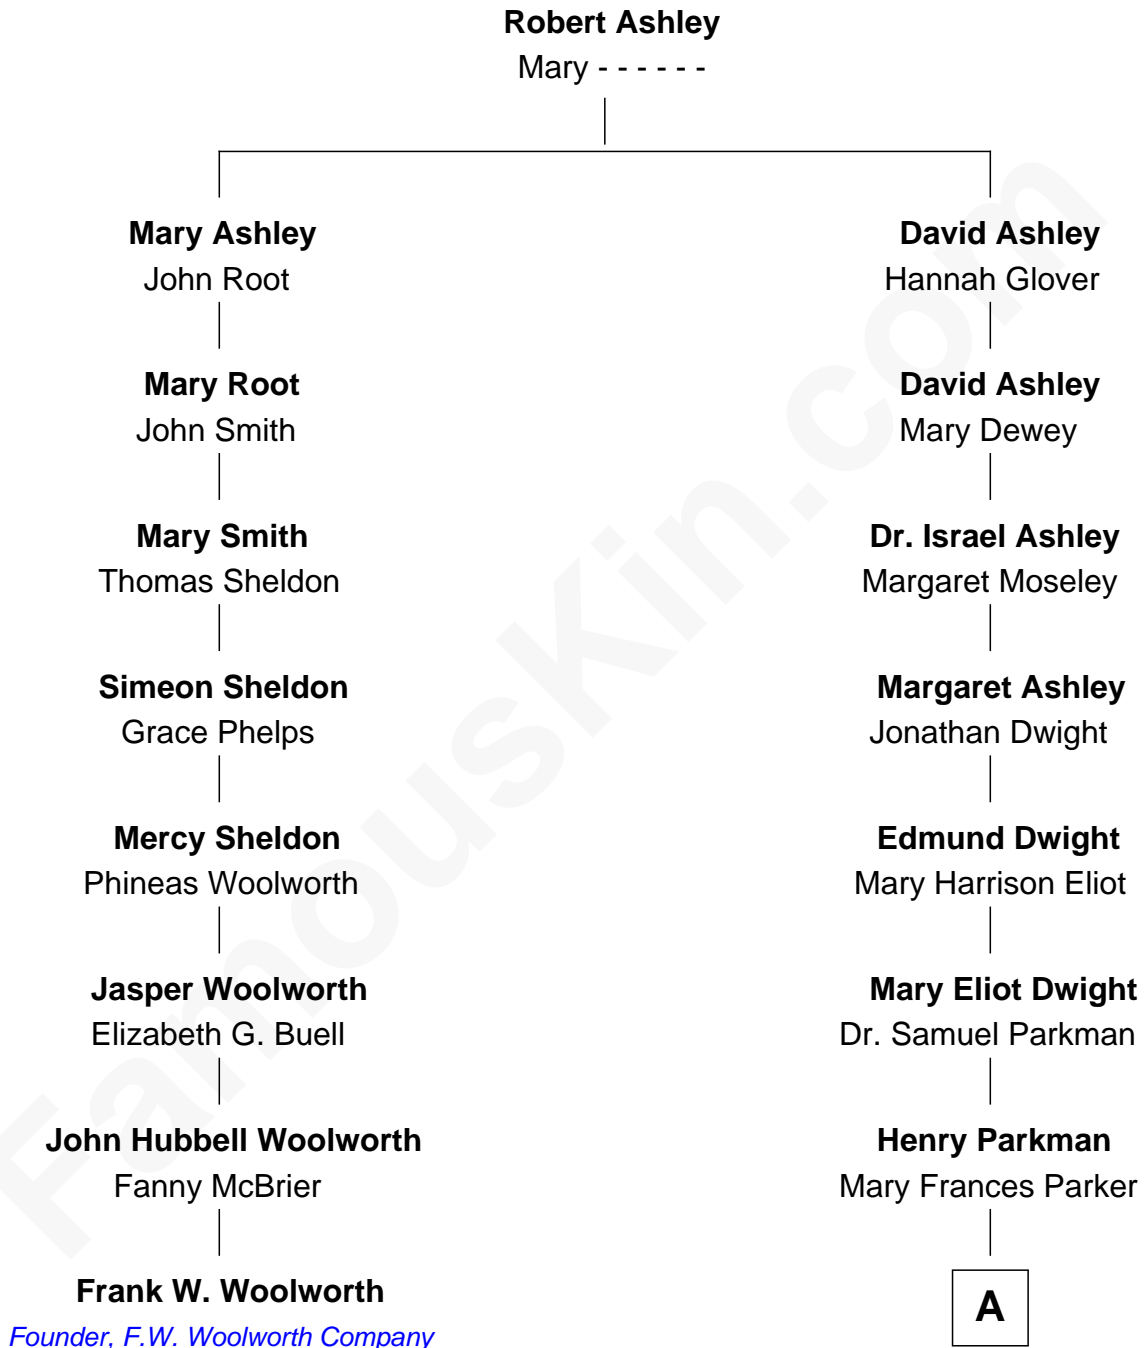 Robert Ashley
Mary - - - - - -
Mary Ashley
John Root
David Ashley
Hannah Glover
Mary Root
John Smith
David Ashley
Mary Dewey
Mary Smith
Thomas Sheldon
Dr. Israel Ashley
Margaret Moseley
Simeon Sheldon
Grace Phelps
Margaret Ashley
Jonathan Dwight
Mercy Sheldon
Phineas Woolworth
Edmund Dwight
Mary Harrison Eliot
Jasper Woolworth
Elizabeth G. Buell
Mary Eliot Dwight
Dr. Samuel Parkman
John Hubbell Woolworth
Fanny McBrier
Henry Parkman
Mary Frances Parker
Frank W. Woolworth
Founder, F.W. Woolworth Company
A
FamousKin.com